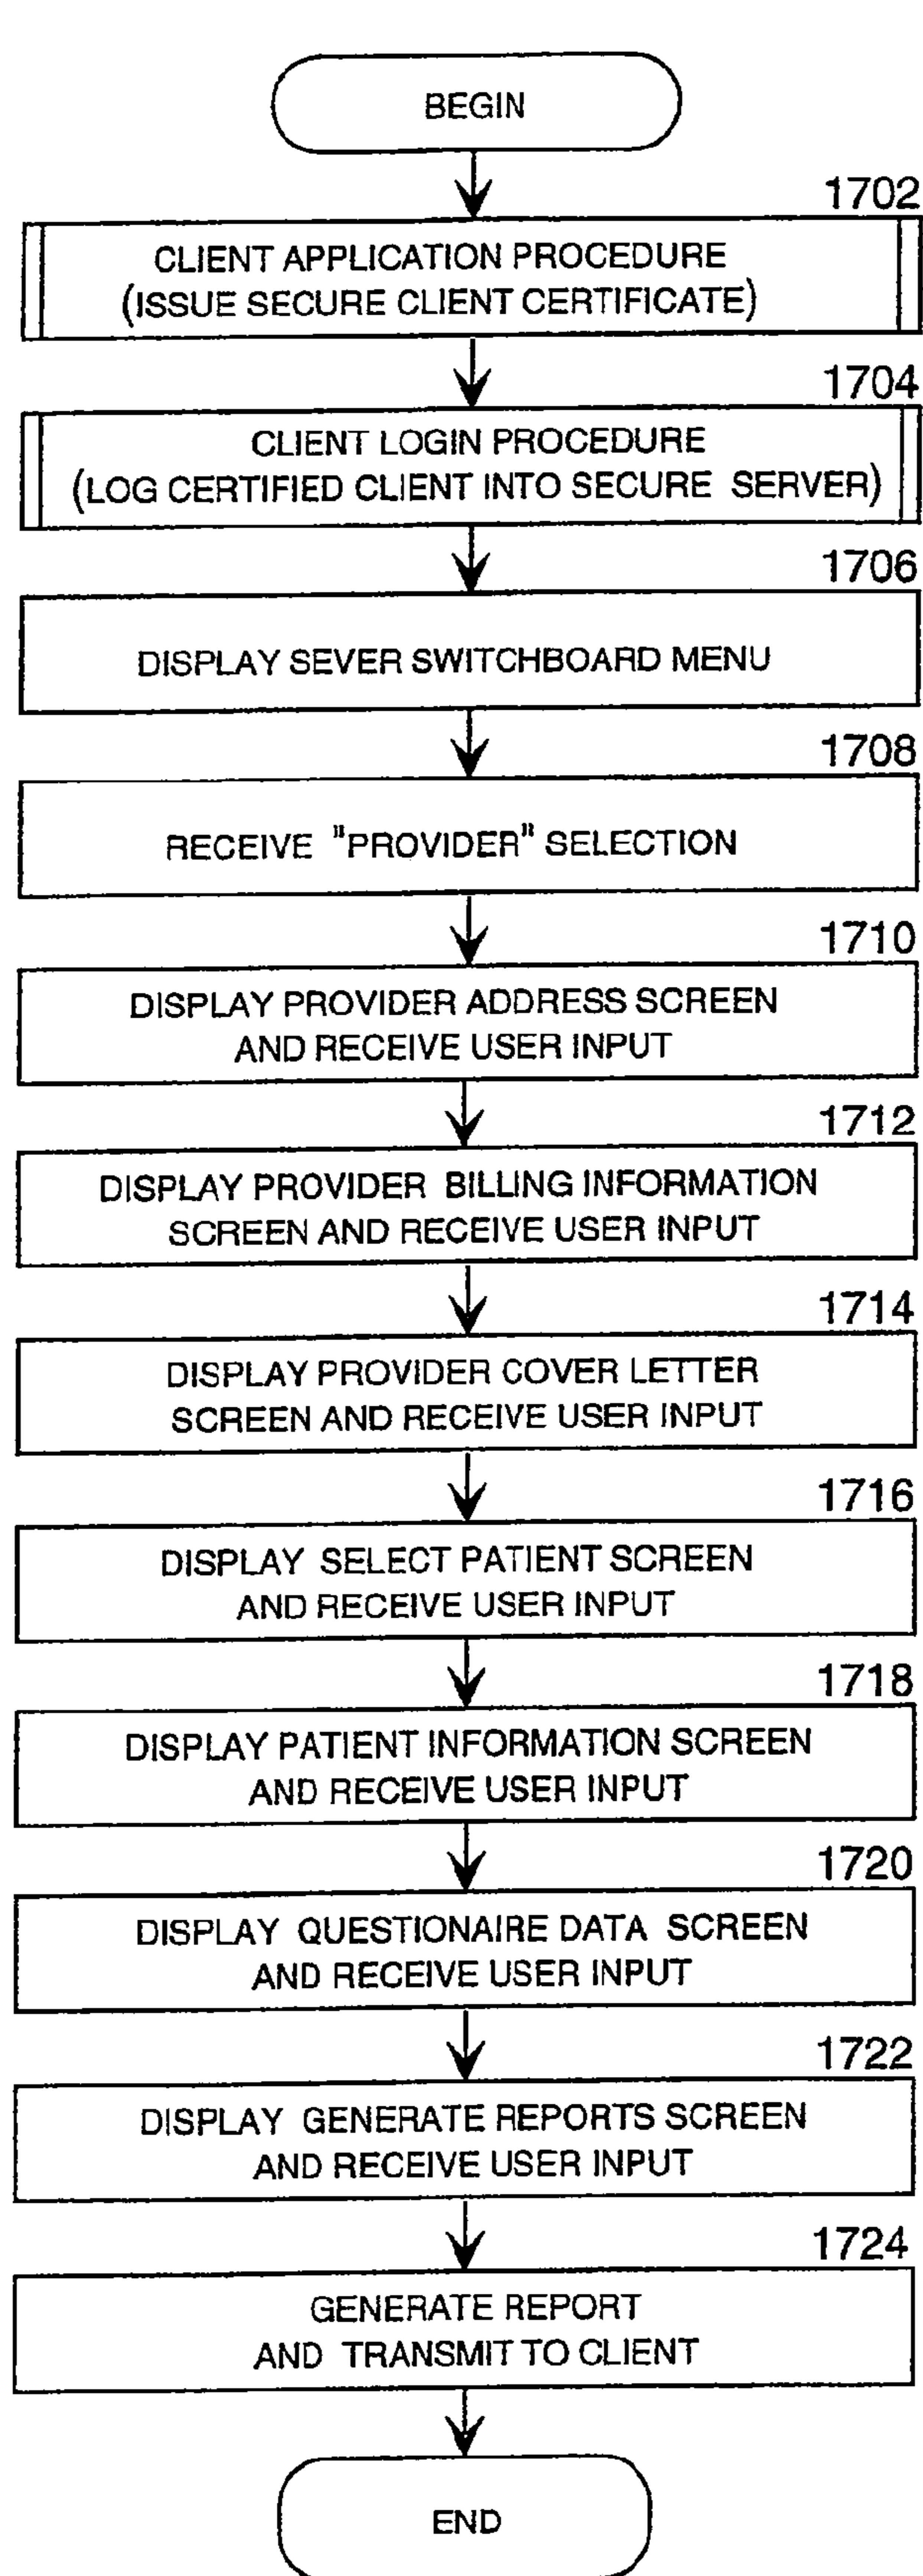 BEGIN
1702
CLIENT APPLICATION PROCEDURE
(ISSUE SECURE CLIENT CERTIFICATE)
1704
CLIENT LOGIN PROCEDURE
(LOG CERTIFIED CLIENT INTO SECURE SERVER)
1706
DISPLAY SEVER SWITCHBOARD MENU
1708
RECEIVE "PROVIDER" SELECTION
1710
DISPLAY PROVIDER ADDRESS SCREEN
AND RECEIVE USER INPUT
1712
DISPLAY PROVIDER BILLING INFORMATION
SCREEN AND RECEIVE USER INPUT
1714
DISPLAY PROVIDER COVER LETTER
SCREEN AND RECEIVE USER INPUT
1716
DISPLAY SELECT PATIENT SCREEN
AND RECEIVE USER INPUT
1718
DISPLAY PATIENT INFORMATION SCREEN
AND RECEIVE USER INPUT
1720
DISPLAY QUESTIONAIRE DATA SCREEN
AND RECEIVE USER INPUT
1722
DISPLAY GENERATE REPORTS SCREEN
AND RECEIVE USER INPUT
1724
GENERATE REPORT
AND TRANSMIT TO CLIENT
END